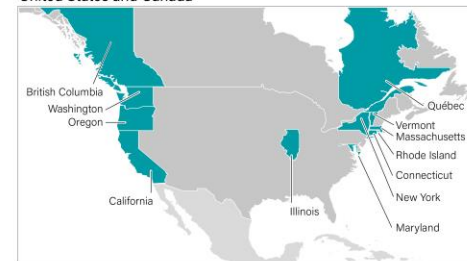 United States and Canada
British Columbia
Washington
Oregon
California
Illinois
Québec
Vermont
Massachusetts
Rhode Island
Connecticut
New York
Maryland